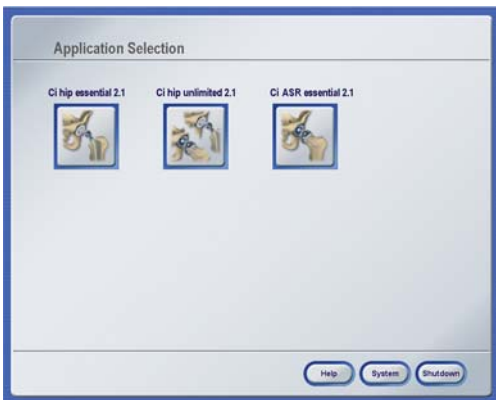 Application Selection
Ci hip essential 2.1 Ci hip unlimited 2.1 Ci ASR essential 2.1
Help System Shutdown